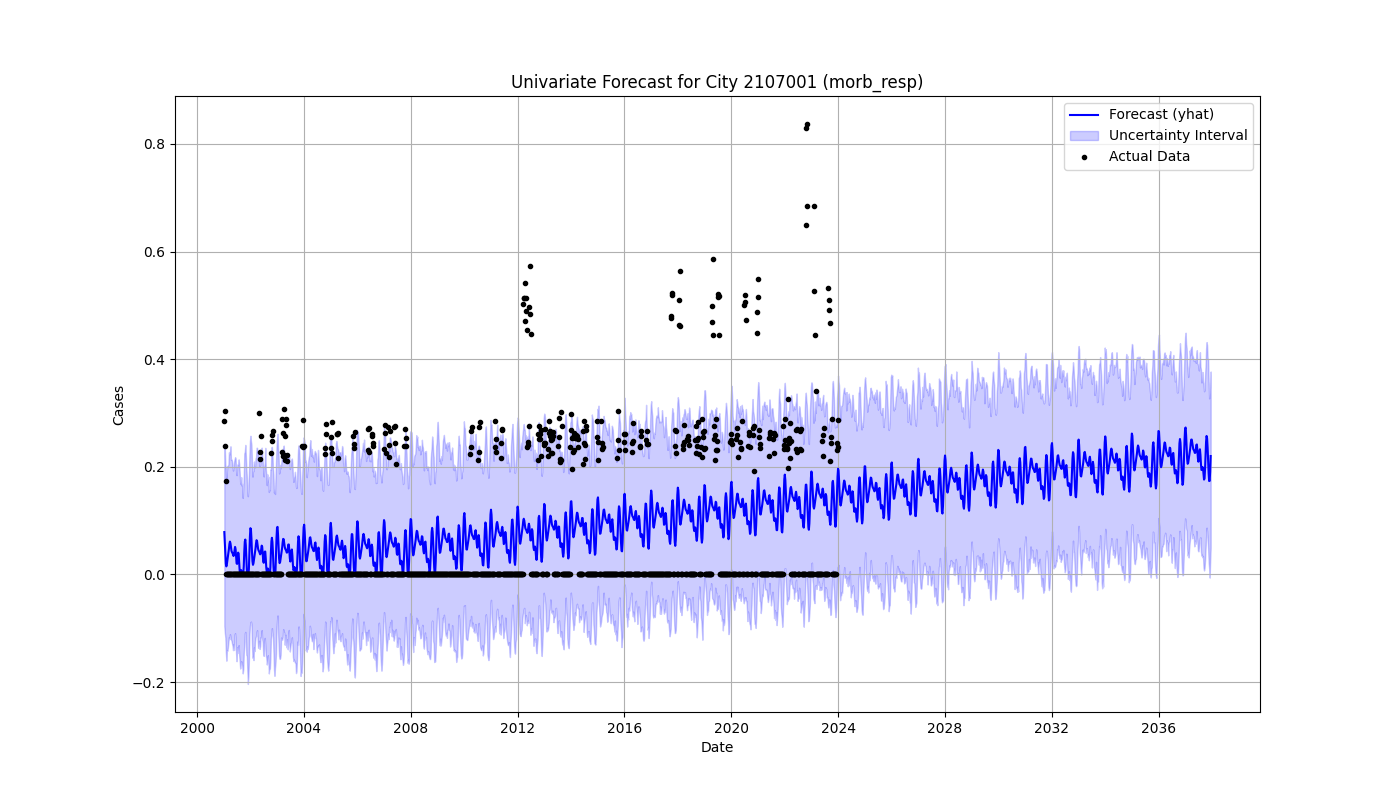 Univariate Forecast for City 2107001 (morb_resp)
Forecast (yhat)
Uncertainty Interval
Actual Data
Cases
0.8
0.6
0.4
0.2
0.0
−0.2
2000 2004 2008 2012 2016 2020 2024 2028 2032 2036
Date